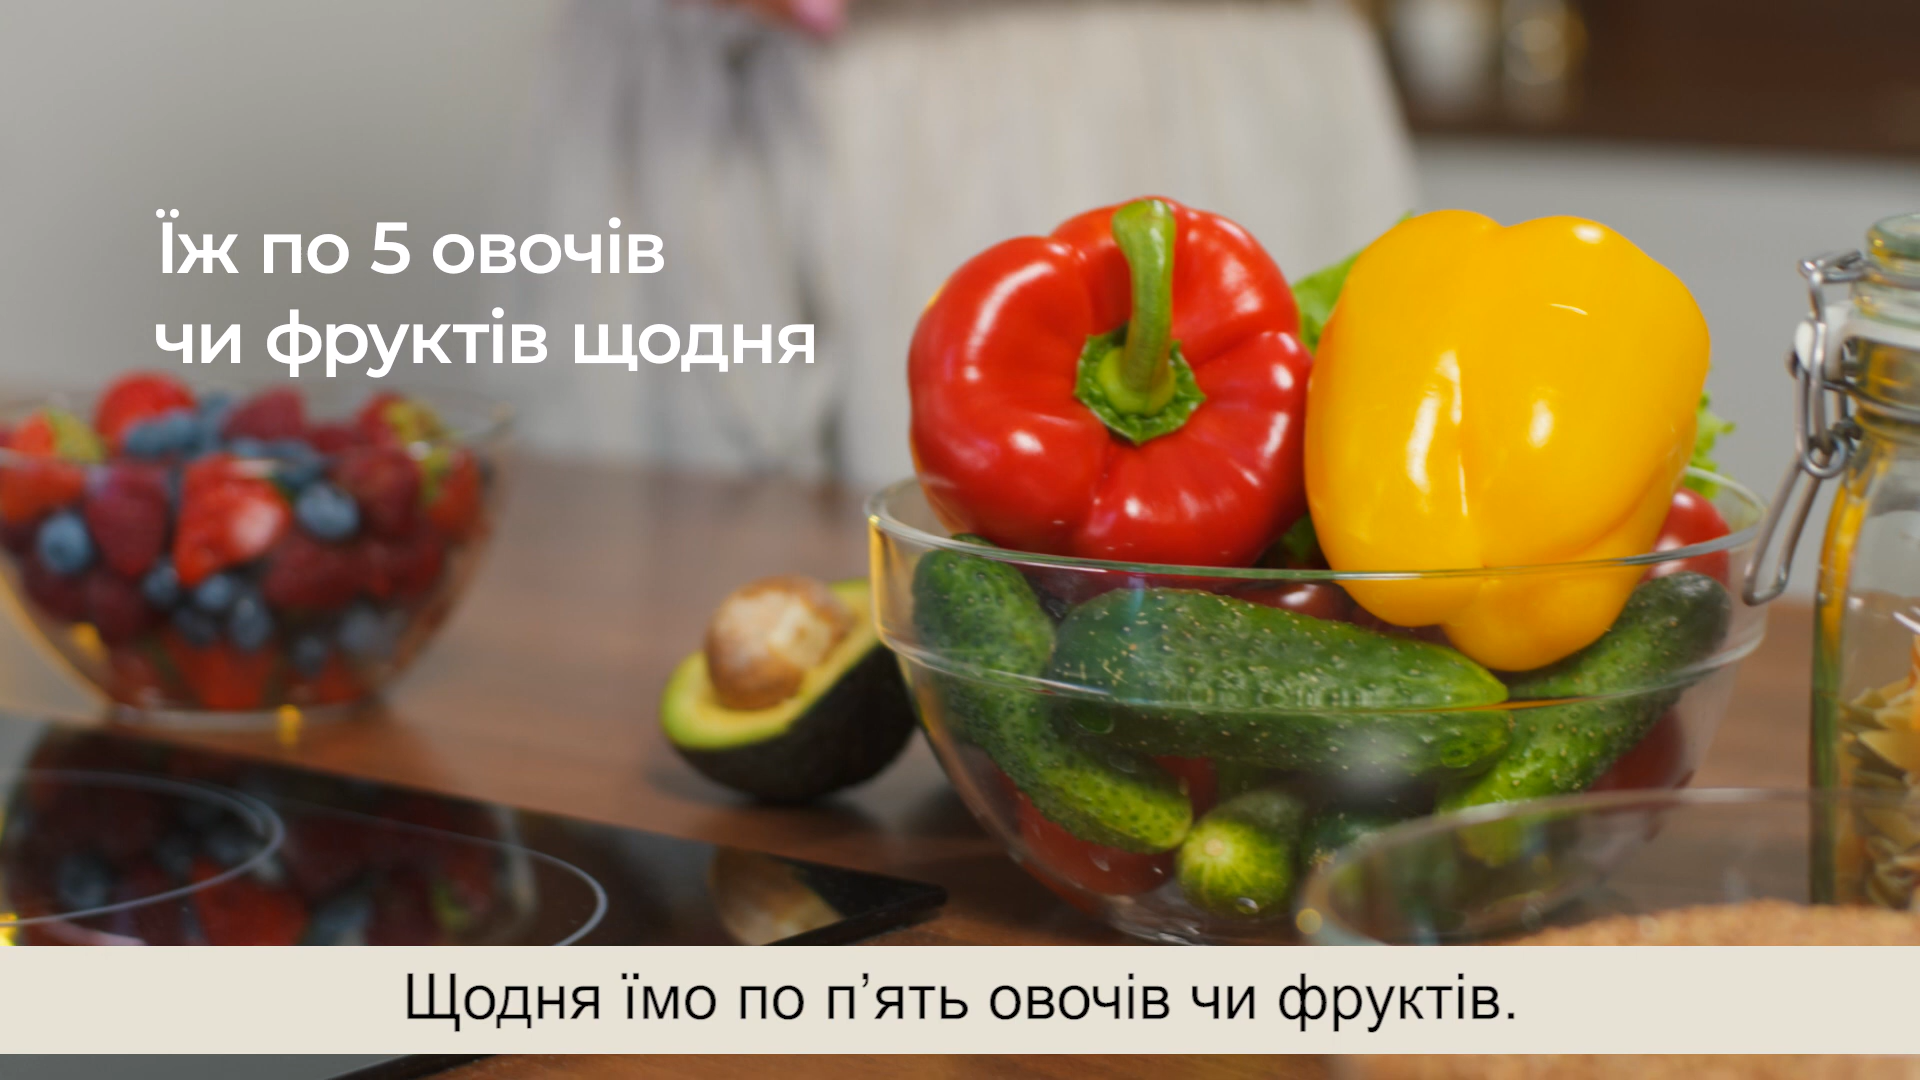 Їж по 5 овочів
чи фруктів щодня
Щодня їмо по п’ять овочів чи фруктів.